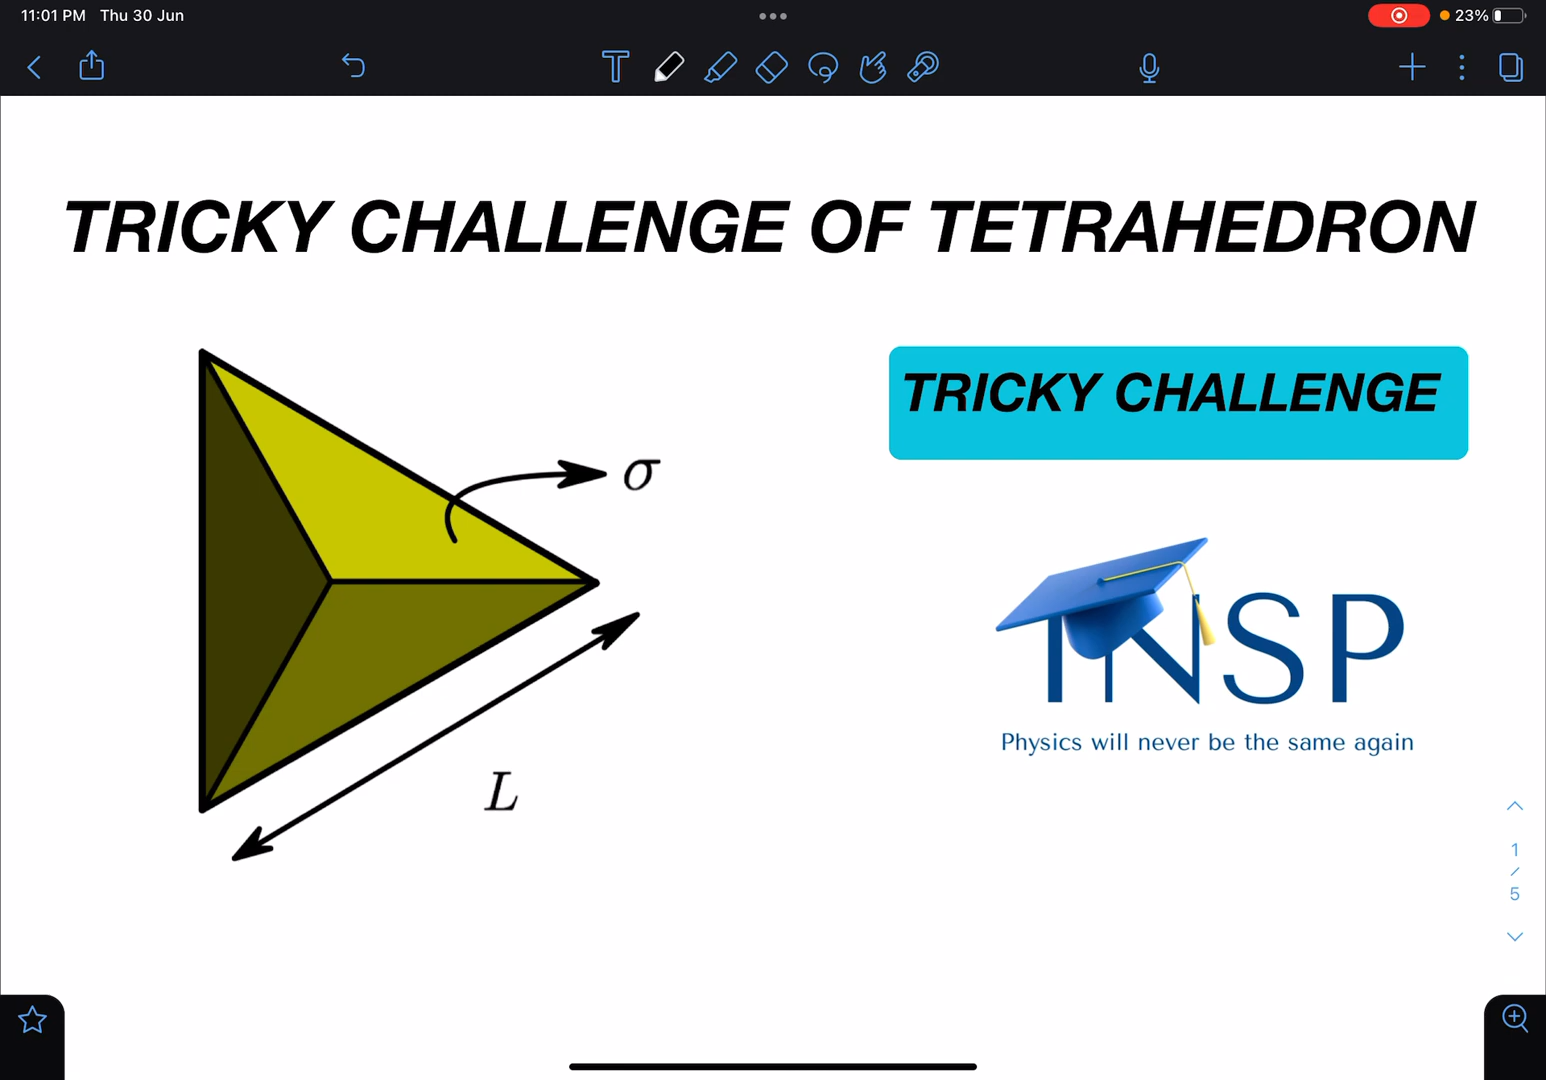 11:01 PM Thu 30 Jun
23%
TRICKY CHALLENGE OF TETRAHEDRON
TRICKY CHALLENGE
σ
L
INSP
Physics will never be the same again
1
/
5